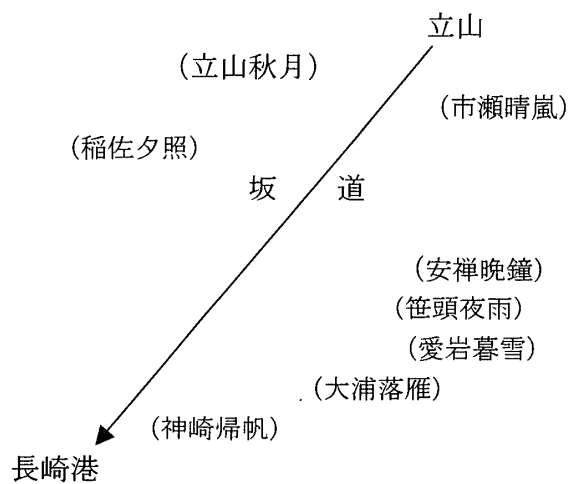 立山
（立山秋月）
（市瀬晴嵐）
（稲佐夕照）
坂 道
（安禅晩鐘）
（笹頭夜雨）
（愛岩暮雪）
（大浦落雁）
（神崎帰帆）
長崎港